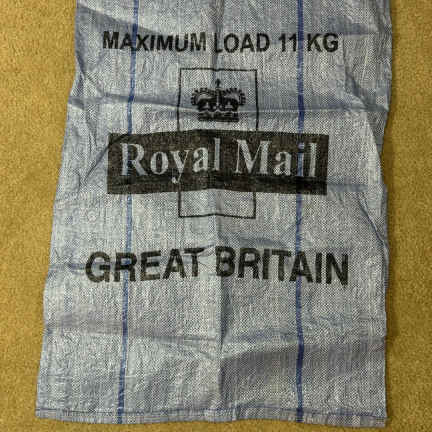 MAXIMUM LOAD 11 KG
Royal Mail
GREAT BRITAIN